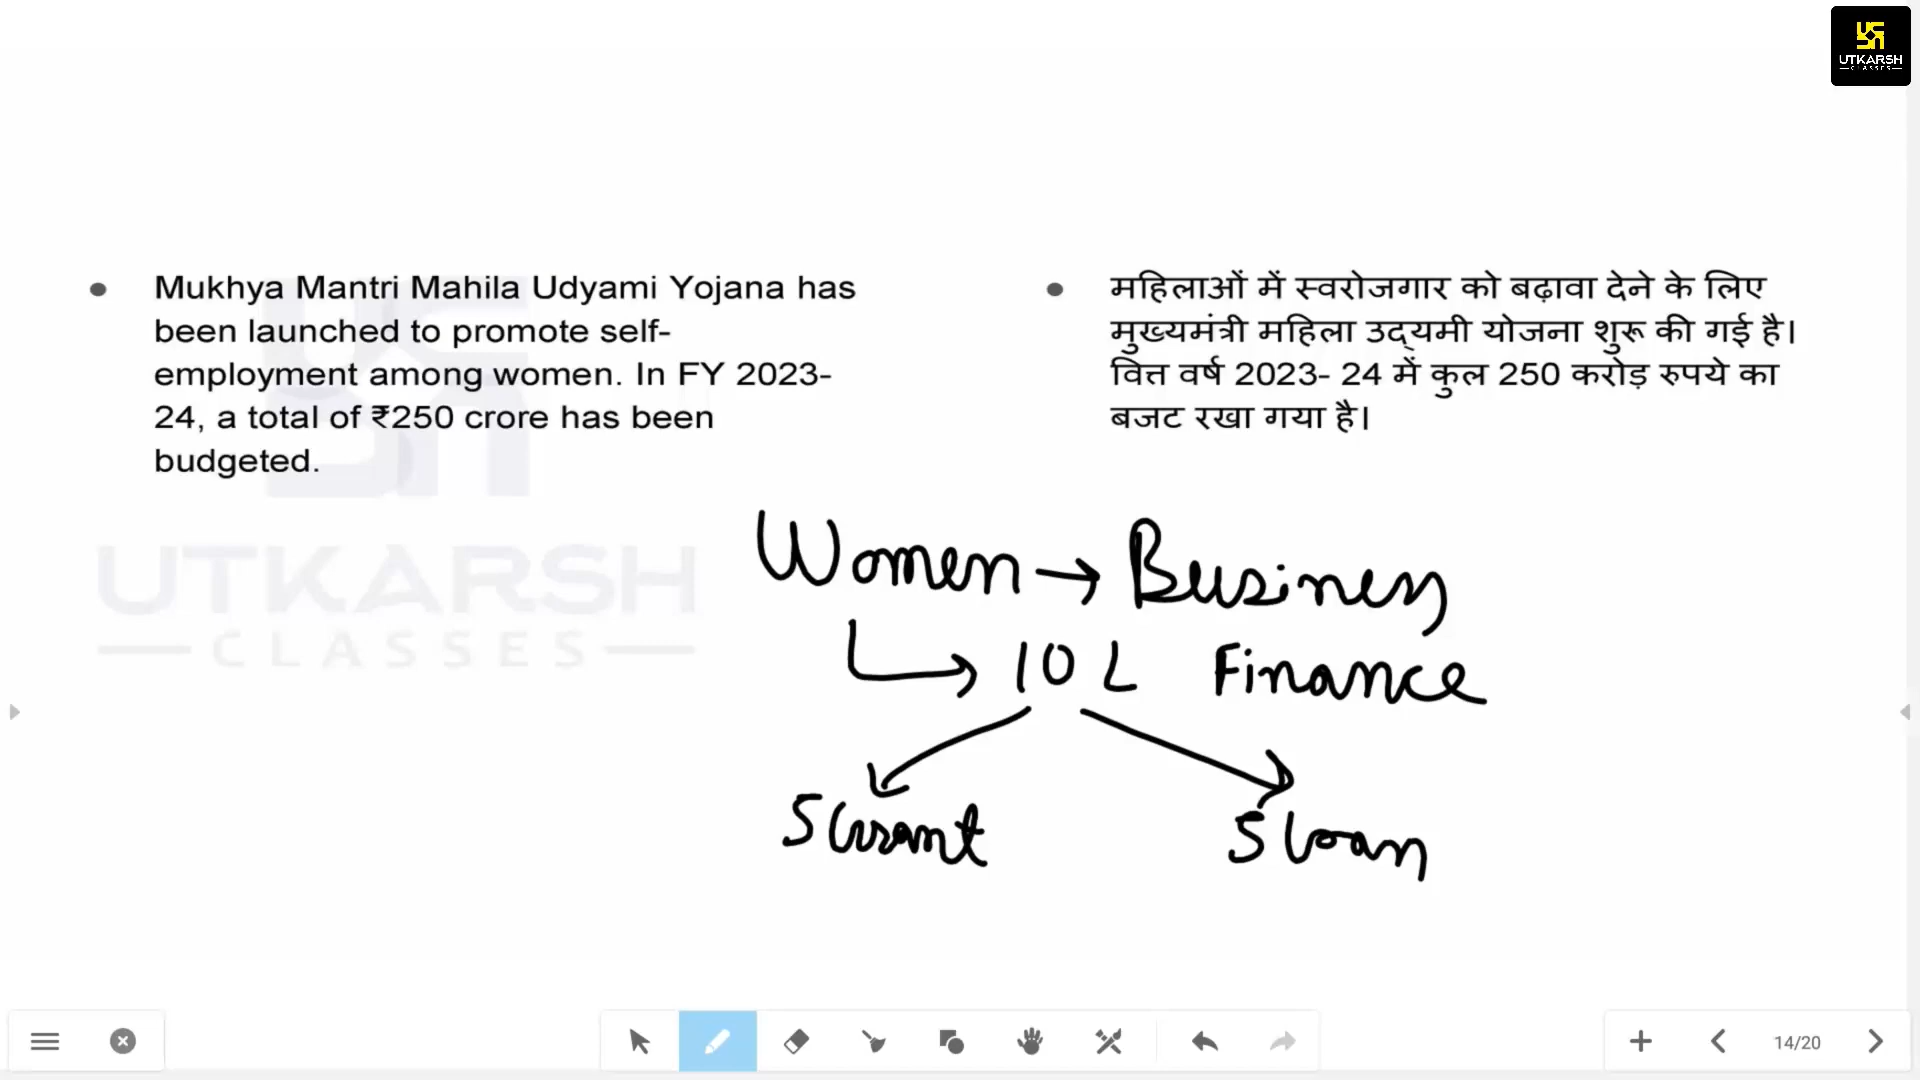 UTKARSH
CLASSES
Mukhya Mantri Mahila Udyami Yojana has
been launched to promote self-
employment among women. In FY 2023-
24, a total of ₹250 crore has been
budgeted.
महिलाओं में स्वरोजगार को बढ़ावा देने के लिए
मुख्यमंत्री महिला उद्यमी योजना शुरू की गई है।
वित्त वर्ष 2023- 24 में कुल 250 करोड़ रुपये का
बजट रखा गया है।
UTKARSH
CLASSES
Women → Business
10 L Finance
5 Grant
5 loan
14/20